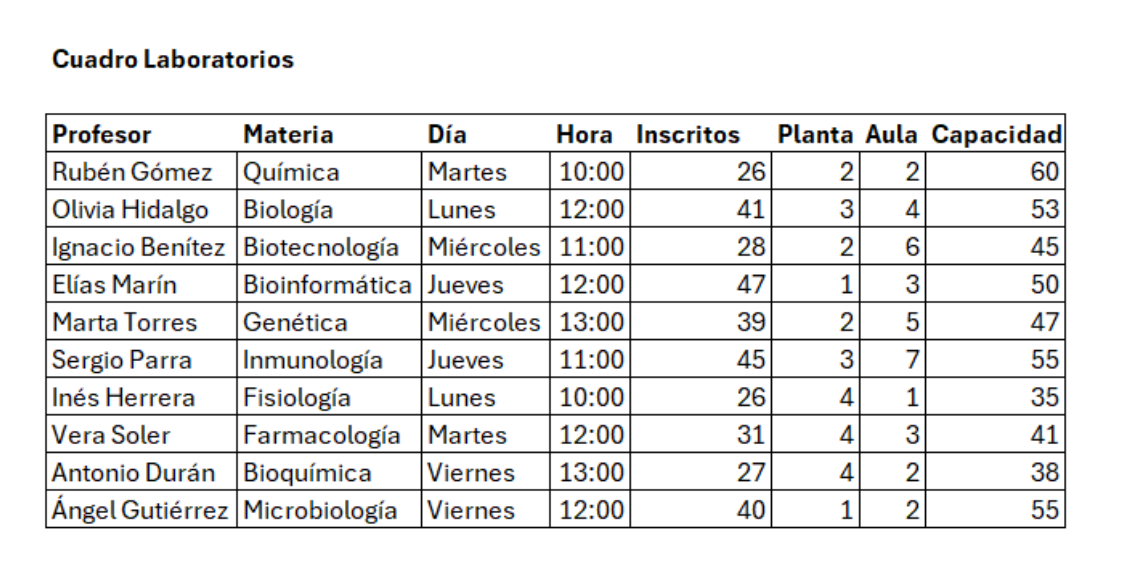 Cuadro Laboratorios
Profesor Materia Día Hora Inscritos Planta Aula Capacidad
Rubén Gómez Química Martes 10:00 26 2 2 60
Olivia Hidalgo Biología Lunes 12:00 41 3 4 53
Ignacio Benítez Biotecnología Miércoles 11:00 28 2 6 45
Elías Marín Bioinformática Jueves 12:00 47 1 3 50
Marta Torres Genética Miércoles 13:00 39 2 5 47
Sergio Parra Inmunología Jueves 11:00 45 3 7 55
Inés Herrera Fisiología Lunes 10:00 26 4 1 35
Vera Soler Farmacología Martes 12:00 31 4 3 41
Antonio Durán Bioquímica Viernes 13:00 27 4 2 38
Ángel Gutiérrez Microbiología Viernes 12:00 40 1 2 55